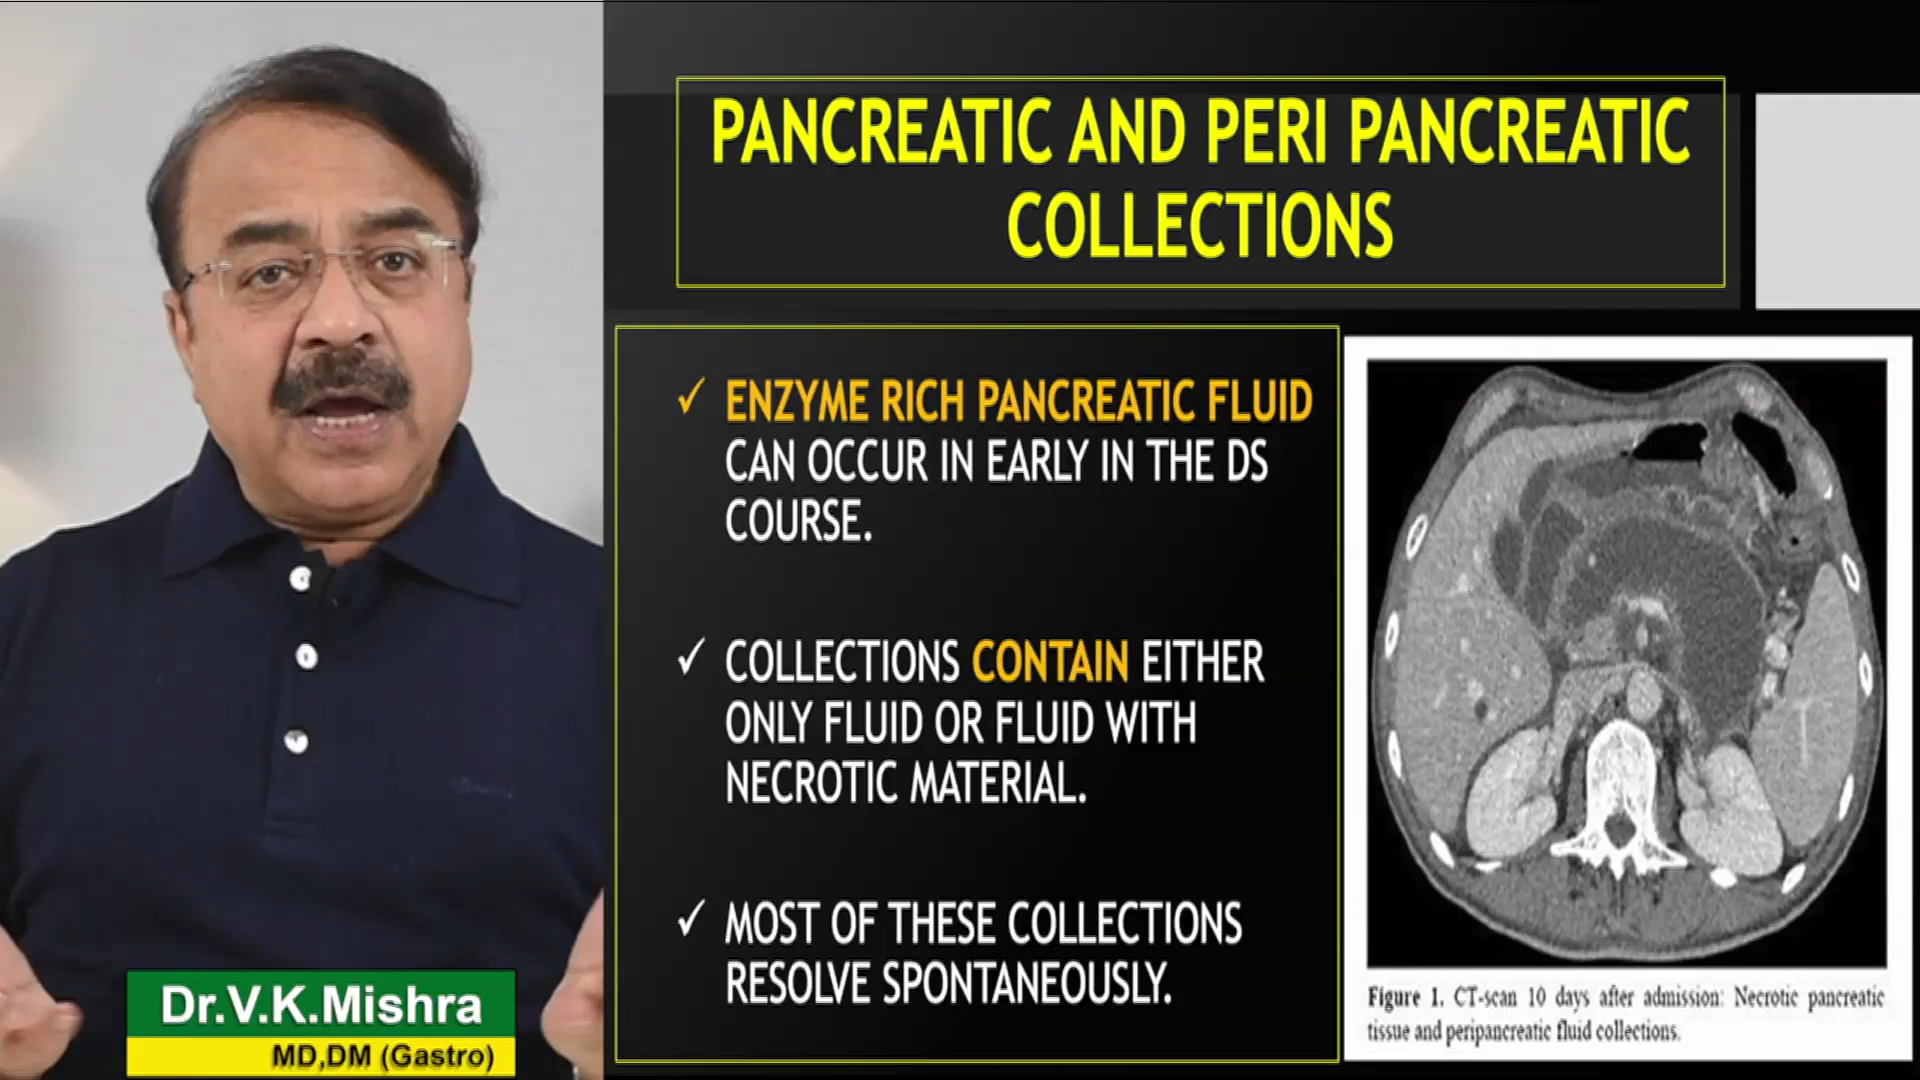 PANCREATIC AND PERI PANCREATIC
COLLECTIONS
✓ ENZYME RICH PANCREATIC FLUID
CAN OCCUR IN EARLY IN THE DS
COURSE.
✓ COLLECTIONS CONTAIN EITHER
ONLY FLUID OR FLUID WITH
NECROTIC MATERIAL.
✓ MOST OF THESE COLLECTIONS
RESOLVE SPONTANEOUSLY.
Figure 1. CT-scan 10 days after admission: Necrotic pancreatic
tissue and peripancreatic fluid collections.
Dr.V.K.Mishra
MD,DM (Gastro)